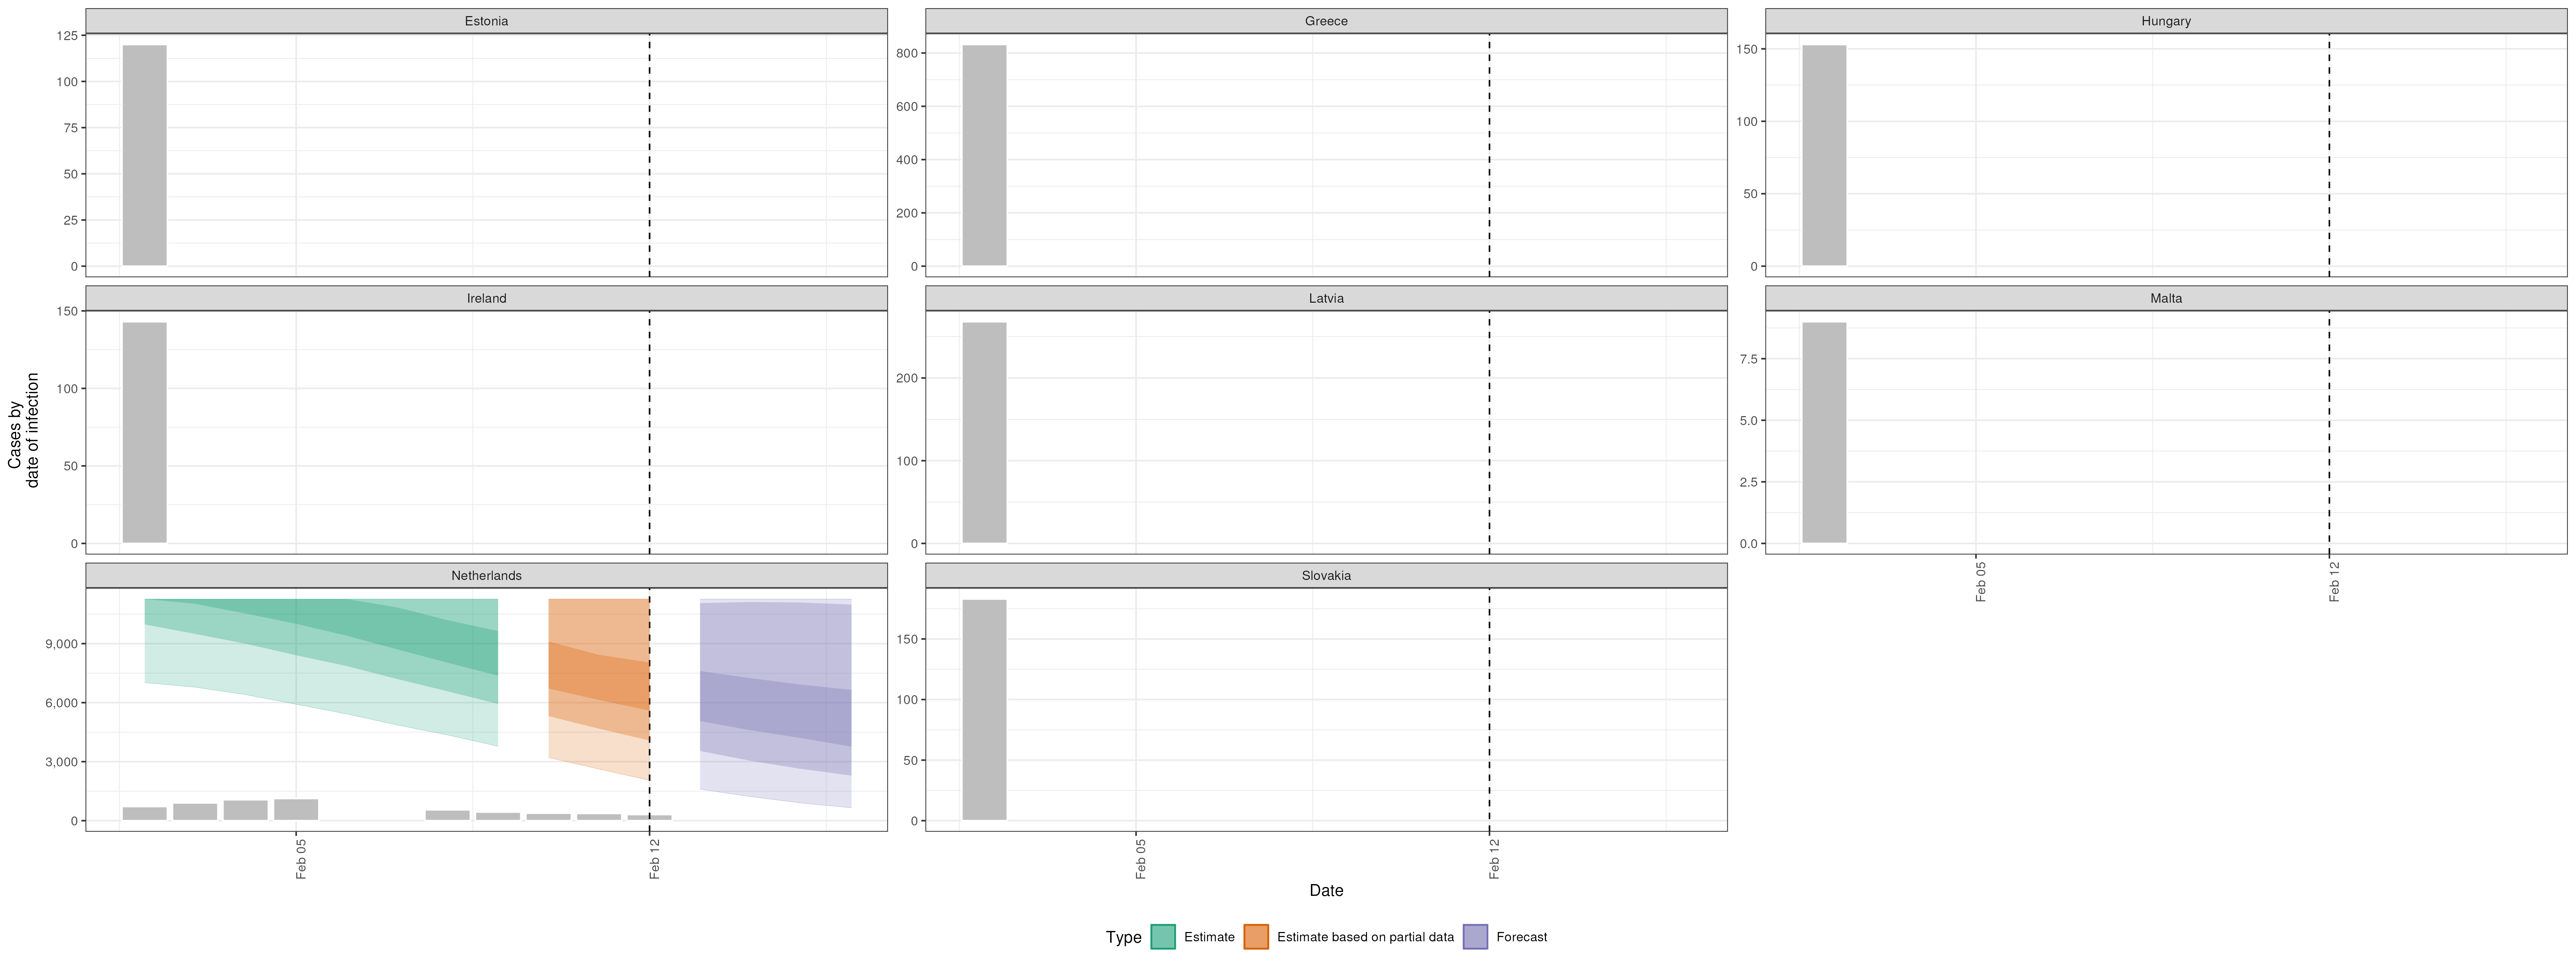 Estonia
Greece
Hungary
125
100
75
50
25
0
800
600
400
200
0
150
100
50
0
Ireland
Latvia
Malta
150
100
50
0
200
100
0
7.5
5.0
2.5
0.0
Feb 05
Feb 12
Netherlands
Slovakia
9,000
6,000
3,000
0
150
100
50
0
Feb 05
Feb 12
Feb 05
Feb 12
Cases by
date of infection
Date
Type
Estimate
Estimate based on partial data
Forecast